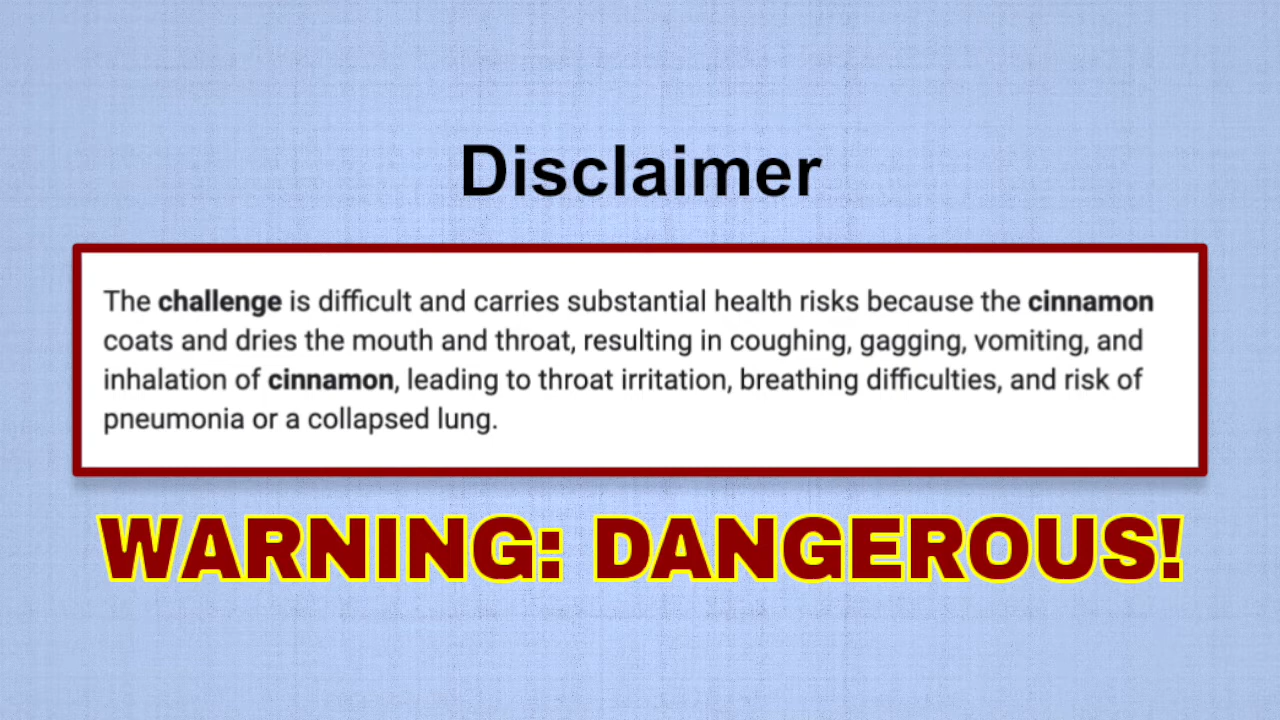 Disclaimer
The challenge is difficult and carries substantial health risks because the cinnamon
coats and dries the mouth and throat, resulting in coughing, gagging, vomiting, and
inhalation of cinnamon, leading to throat irritation, breathing difficulties, and risk of
pneumonia or a collapsed lung.
WARNING: DANGEROUS!